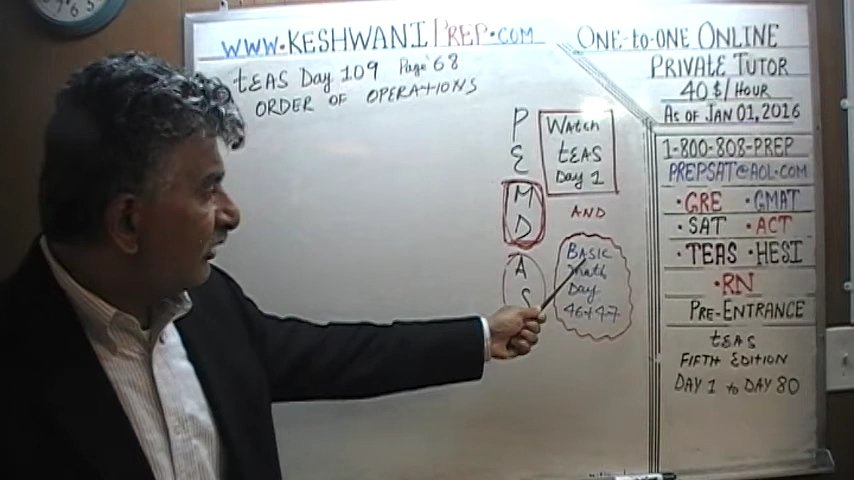 WWW.KESHWANIPREP.COM
TEAS Day 109 Page 68
ORDER OF OPERATIONS
P
E
M
D
A
S
Watch
TEAS
Day 1
AND
BASIC
Math
Day
46+47
ONE-to-ONE ONLINE
PRIVATE TUTOR
40 $/HOUR
AS OF JAN 01, 2016
1-800-808-PREP
PREPSAT@AOL.COM
•GRE •GMAT
•SAT •ACT
•TEAS •HESI
•RN
PRE-ENTRANCE
TEAS
FIFTH EDITION
DAY 1 to DAY 80